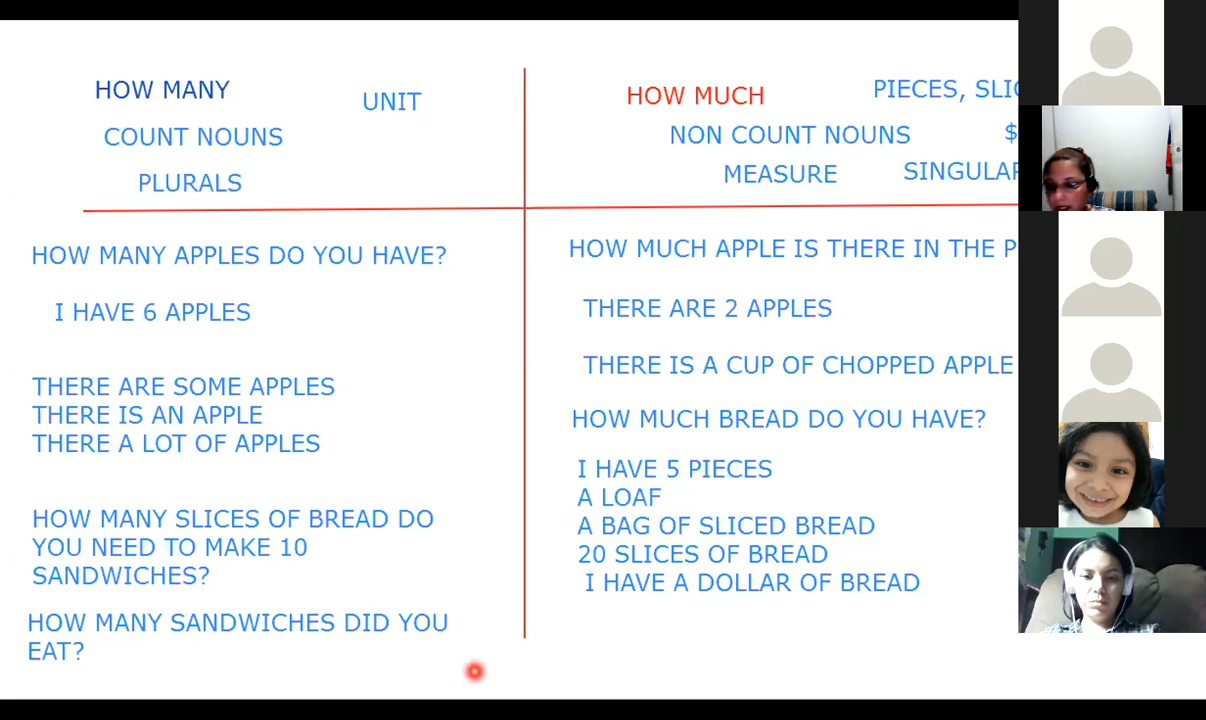 HOW MANY
UNIT
COUNT NOUNS
PLURALS
HOW MUCH
PIECES, SLIC
NON COUNT NOUNS
$
MEASURE
SINGULAR
HOW MANY APPLES DO YOU HAVE?
I HAVE 6 APPLES
THERE ARE SOME APPLES
THERE IS AN APPLE
THERE A LOT OF APPLES
HOW MANY SLICES OF BREAD DO
YOU NEED TO MAKE 10
SANDWICHES?
HOW MANY SANDWICHES DID YOU
EAT?
HOW MUCH APPLE IS THERE IN THE P
THERE ARE 2 APPLES
THERE IS A CUP OF CHOPPED APPLE
HOW MUCH BREAD DO YOU HAVE?
I HAVE 5 PIECES
A LOAF
A BAG OF SLICED BREAD
20 SLICES OF BREAD
I HAVE A DOLLAR OF BREAD